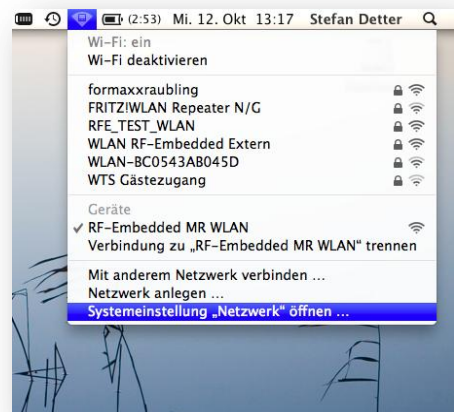 (2:53) Mi. 12. Okt 13:17 Stefan Detter
Wi-Fi: ein
Wi-Fi deaktivieren
formaxxraubling
FRITZ!WLAN Repeater N/G
RFE_TEST_WLAN
WLAN RF-Embedded Extern
WLAN-BC0543AB045D
WTS Gästezugang
Geräte
✓ RF-Embedded MR WLAN
Verbindung zu „RF-Embedded MR WLAN“ trennen
Mit anderem Netzwerk verbinden ...
Netzwerk anlegen ...
Systemeinstellung „Netzwerk“ öffnen ...